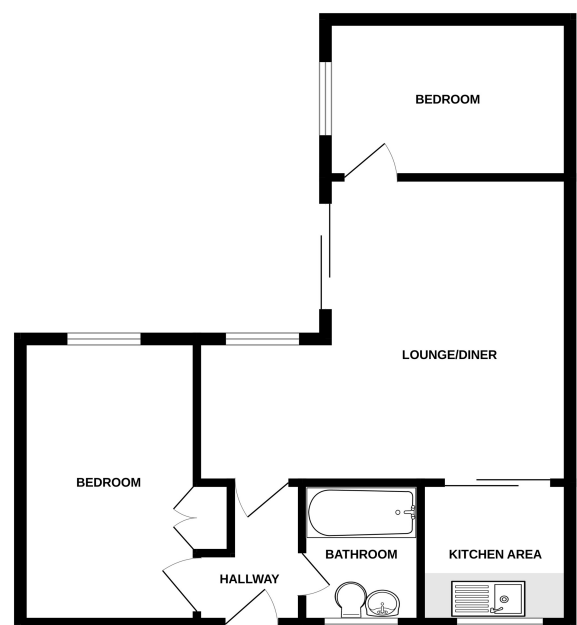 BEDROOM
LOUNGE/DINER
BEDROOM
BATHROOM
KITCHEN AREA
HALLWAY